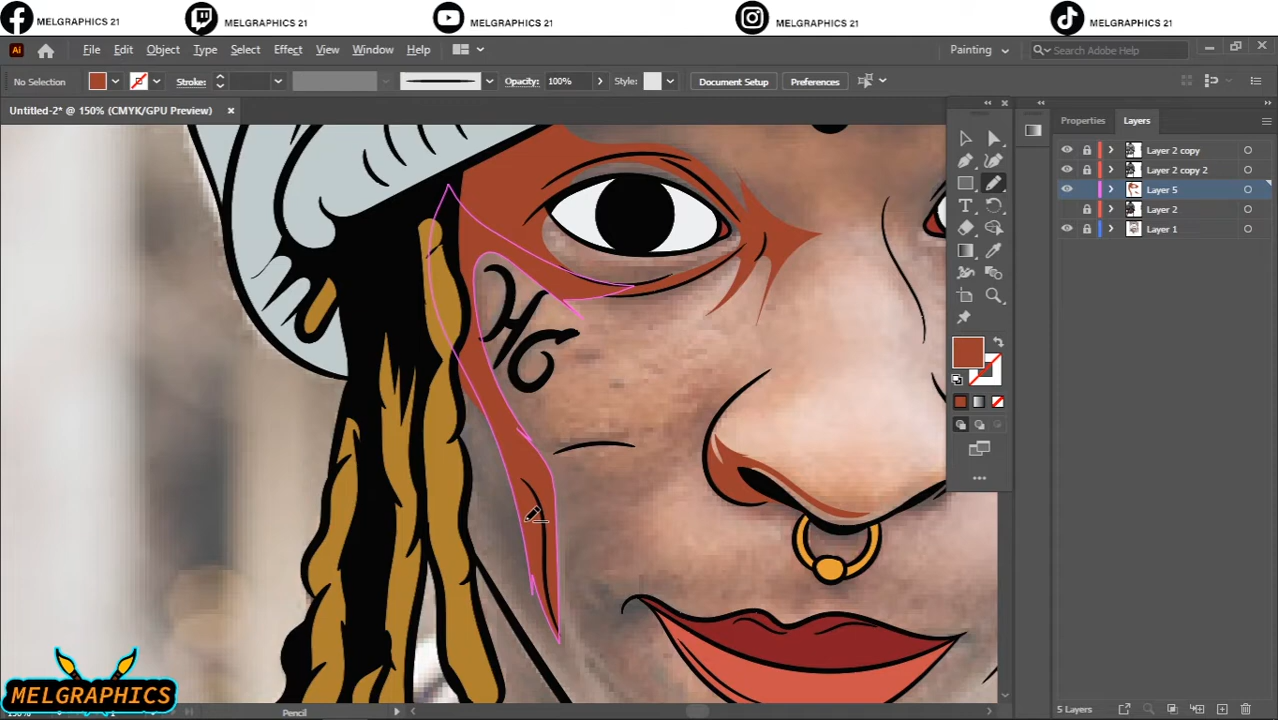 MELGRAPHICS 21 MELGRAPHICS 21 MELGRAPHICS 21 MELGRAPHICS 21 MELGRAPHICS 21
Ai File Edit Object Type Select Effect View Window Help Painting Search Adobe Help
No Selection Stroke: Opacity: 100% Style: Document Setup Preferences
Untitled-2* @ 150% (CMYK/GPU Preview)
Properties Layers
Layer 2 copy
Layer 2 copy 2
Layer 5
Layer 2
Layer 1
HC
MELGRAPHICS
Pencil
5 Layers